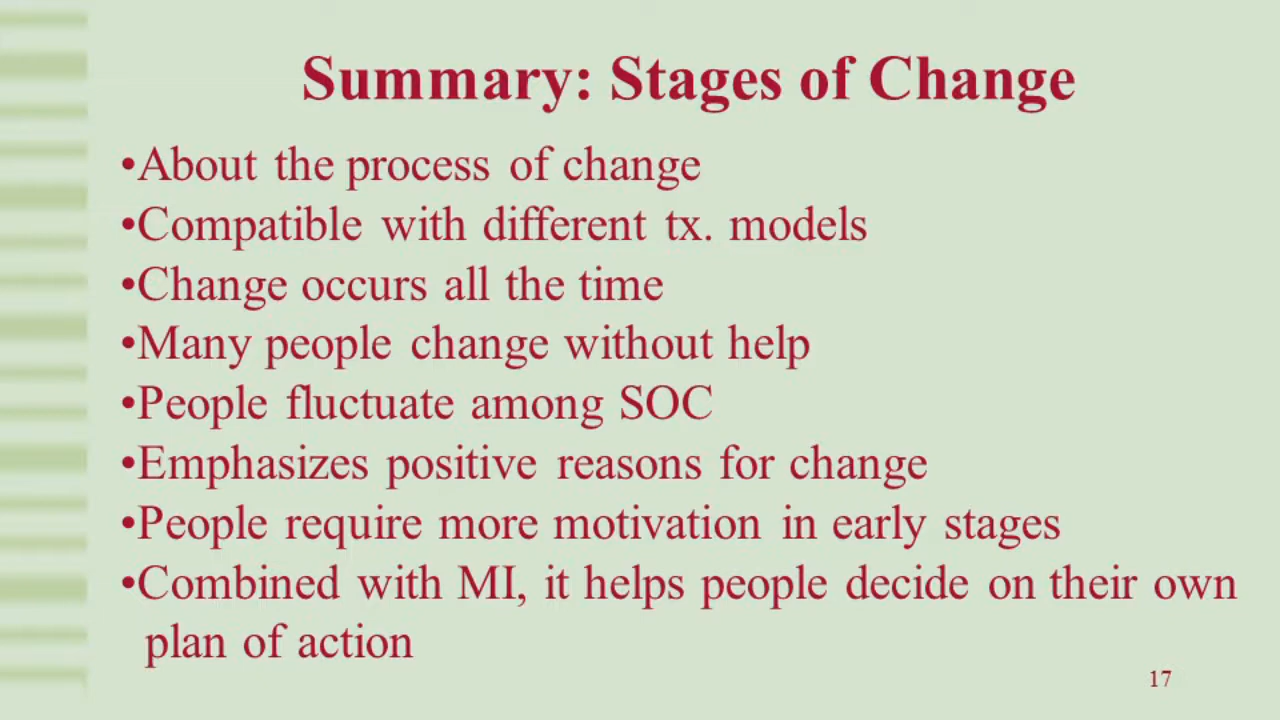 Summary: Stages of Change
•About the process of change
•Compatible with different tx. models
•Change occurs all the time
•Many people change without help
•People fluctuate among SOC
•Emphasizes positive reasons for change
•People require more motivation in early stages
•Combined with MI, it helps people decide on their own
plan of action
17